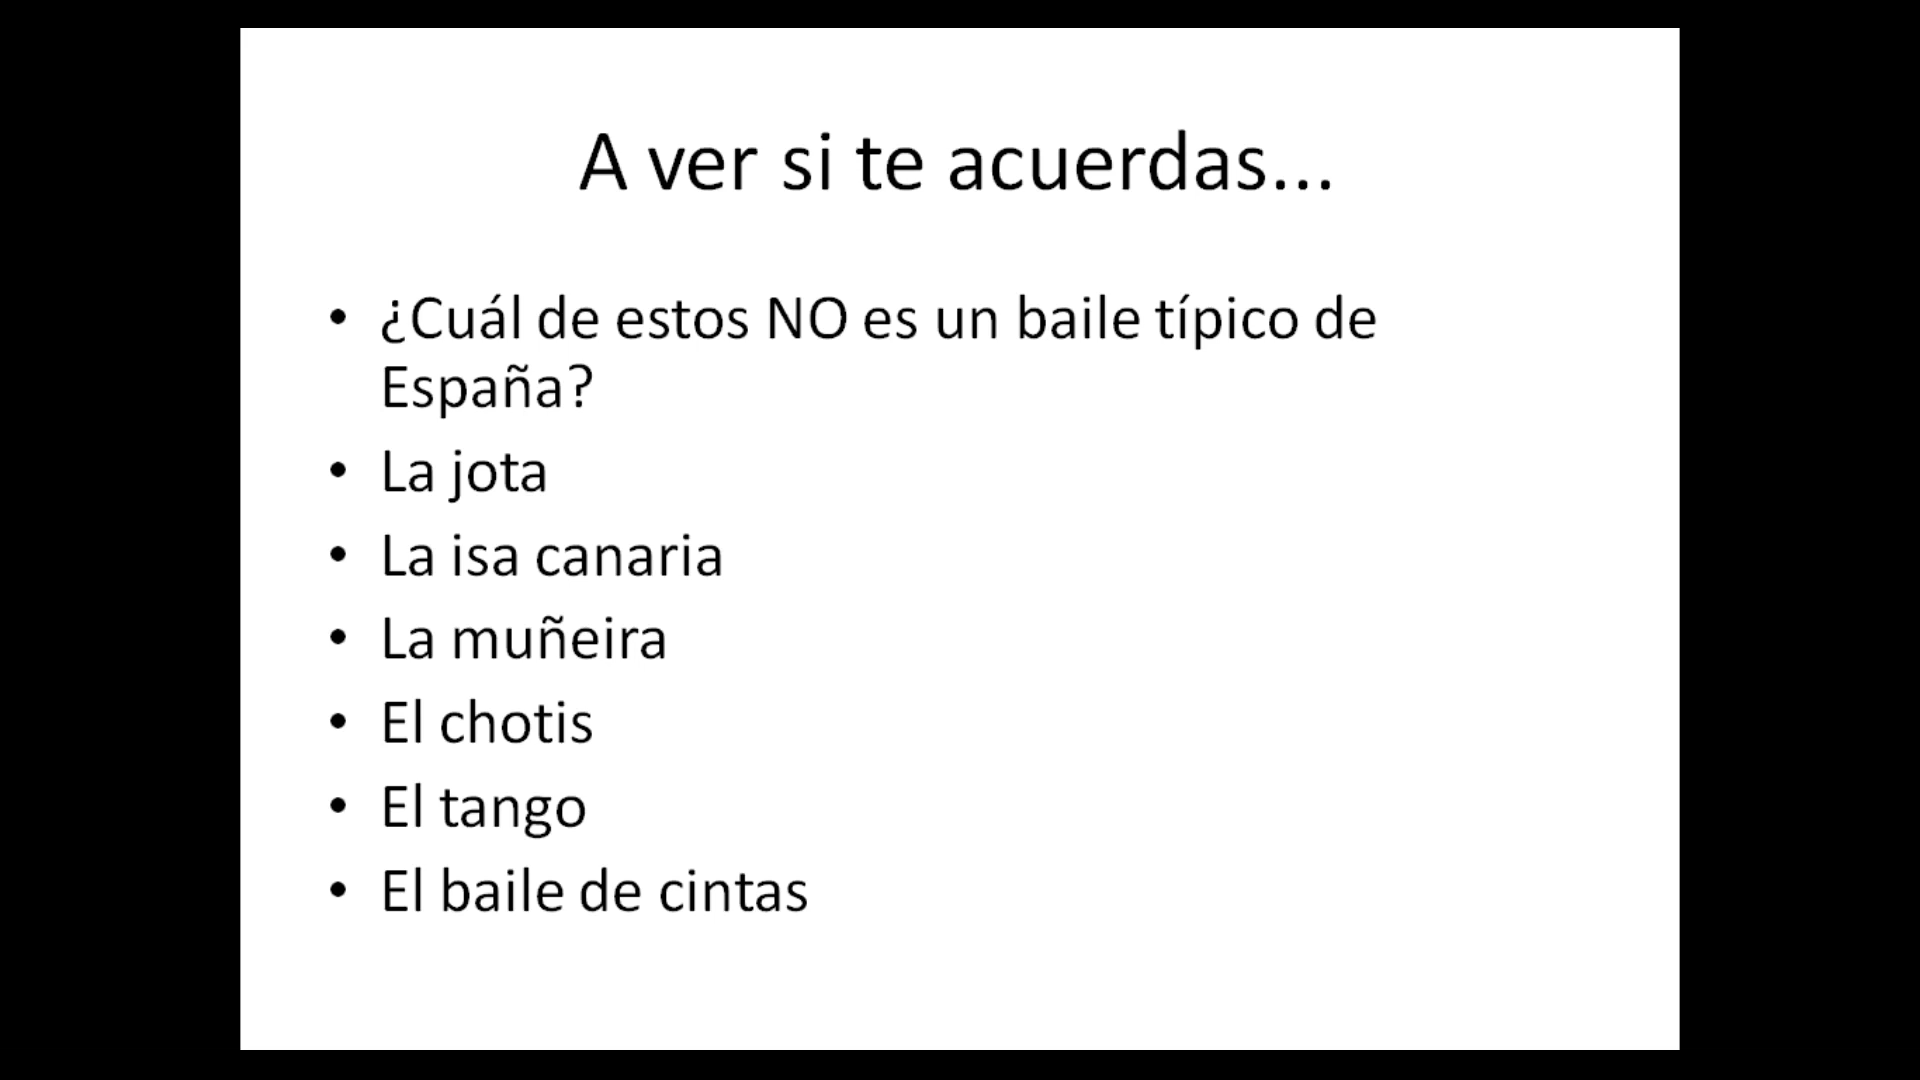 A ver si te acuerdas...
• ¿Cuál de estos NO es un baile típico de
España?
• La jota
• La isa canaria
• La muñeira
• El chotis
• El tango
• El baile de cintas